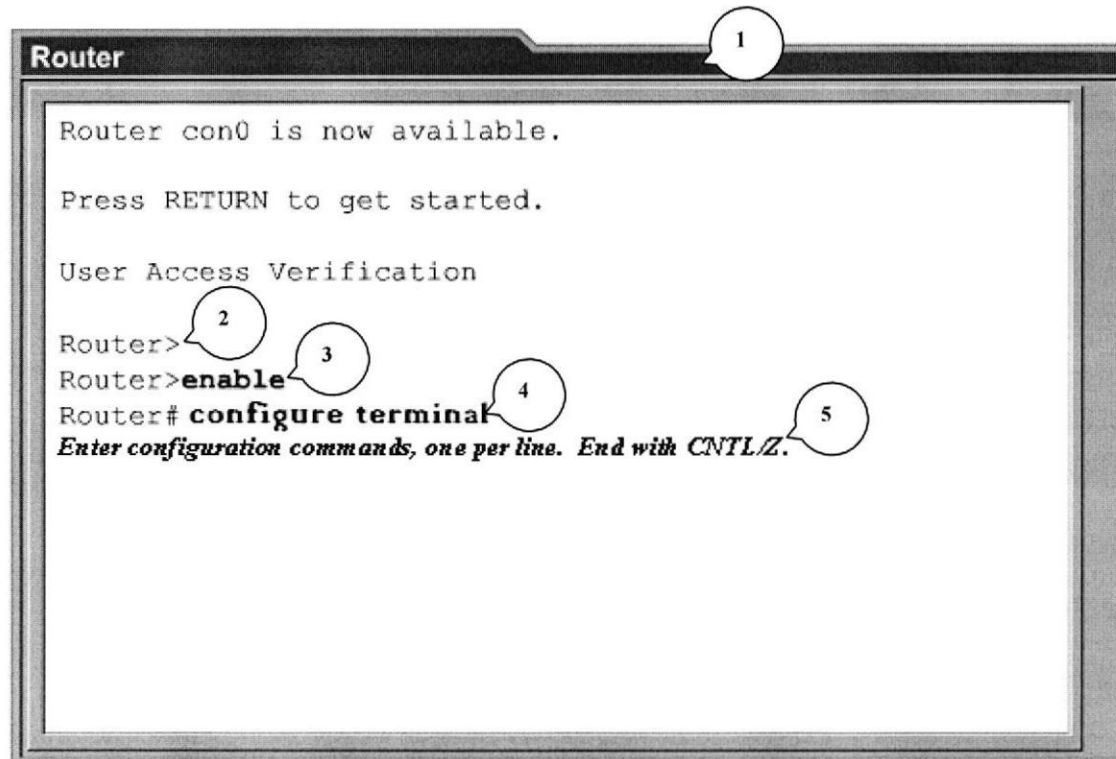 1
Router
Router con0 is now available.
Press RETURN to get started.
User Access Verification
2
Router>
3
Router>enable
4
Router# configure terminal
5
Enter configuration commands, one per line. End with CNTL/Z.